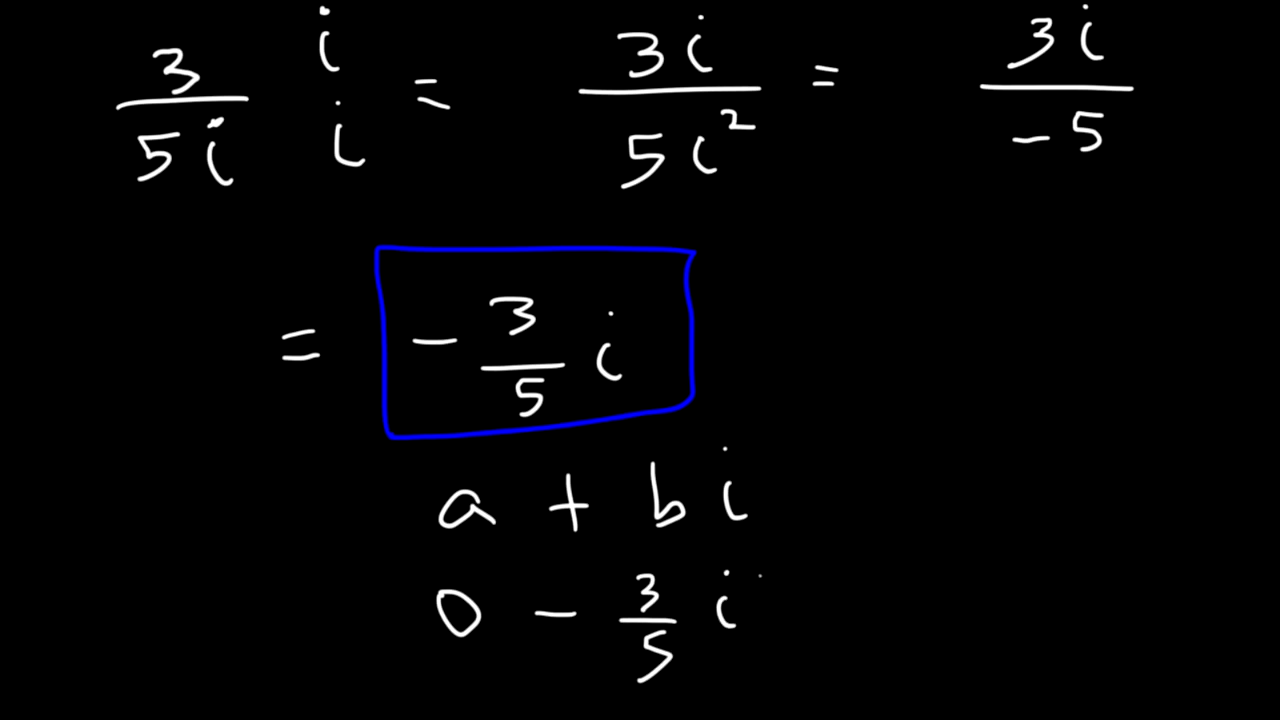 3/5i i/i = 3i/5i² = 3i/-5
= -3/5 i
a + bi
0 - 3/5 i